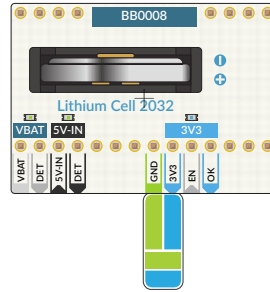 BB0008
Lithium Cell 2032
VBAT 5V-IN 3V3
VBAT DET 5V-IN DET GND 3V3 EN OK